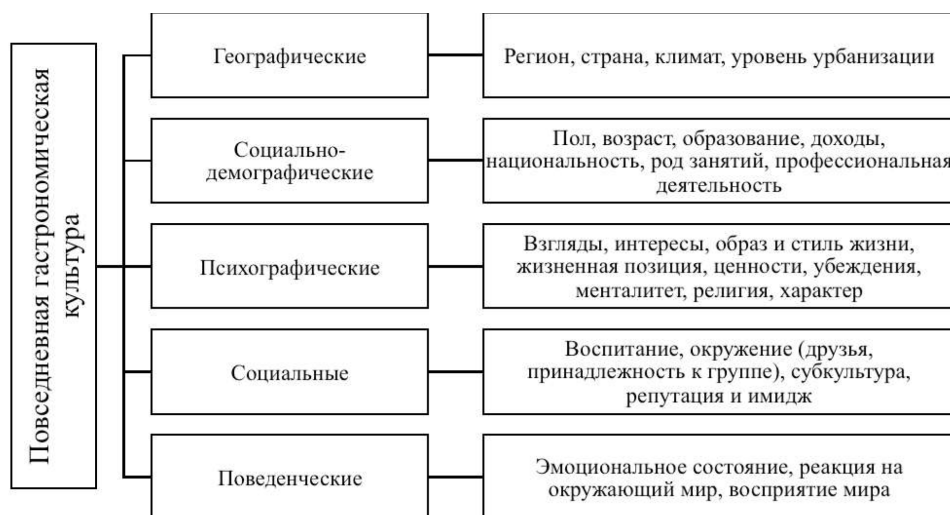 Повседневная гастрономическая
культура
Географические
Регион, страна, климат, уровень урбанизации
Социально-
демографические
Пол, возраст, образование, доходы,
национальность, род занятий, профессиональная
деятельность
Психографические
Взгляды, интересы, образ и стиль жизни,
жизненная позиция, ценности, убеждения,
менталитет, религия, характер
Социальные
Воспитание, окружение (друзья,
принадлежность к группе), субкультура,
репутация и имидж
Поведенческие
Эмоциональное состояние, реакция на
окружающий мир, восприятие мира